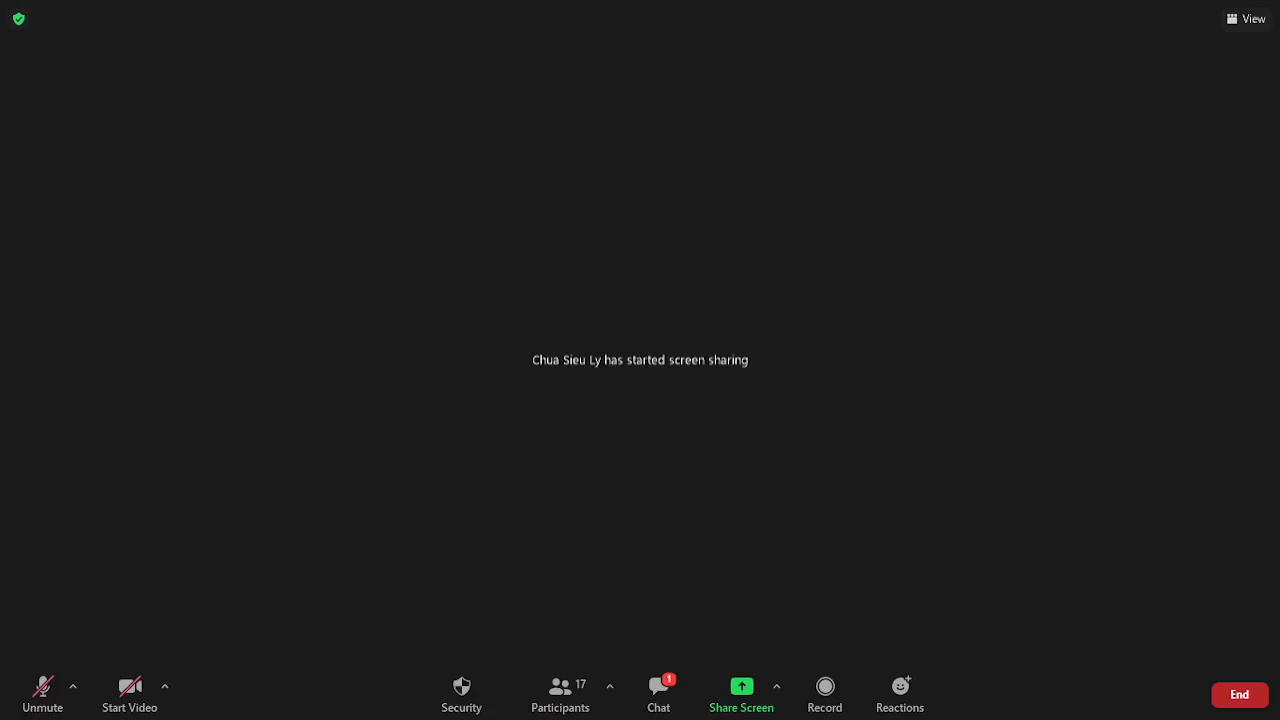 View
Chua Sieu Ly has started screen sharing
Unmute
Start Video
Security
17
Participants
1
Chat
Share Screen
Record
Reactions
End